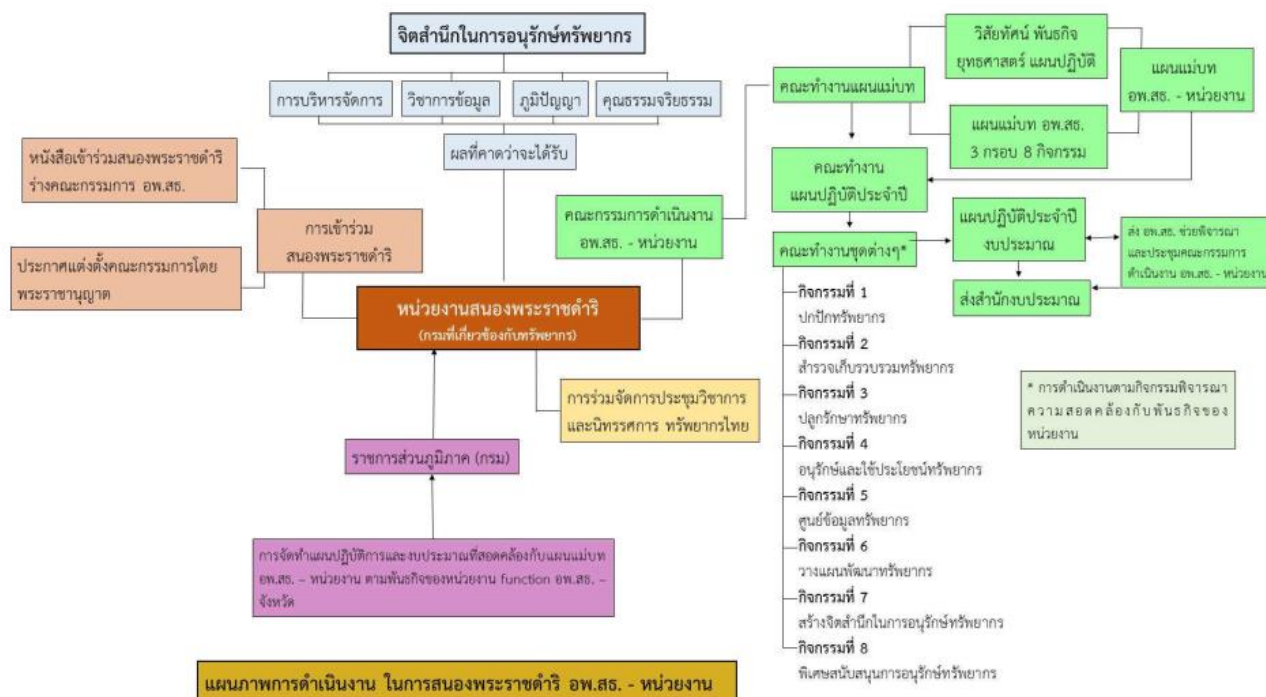 จิตสำนึกในการอนุรักษ์ทรัพยากร
การบริหารจัดการ
วิชาการข้อมูล
ภูมิปัญญา
คุณธรรมจริยธรรม
ผลที่คาดว่าจะได้รับ
หนังสือเข้าร่วมสนองพระราชดำริ
ร่างคณะกรรมการ อพ.สธ.
ประกาศแต่งตั้งคณะกรรมการโดย
พระราชานุญาต
การเข้าร่วม
สนองพระราชดำริ
หน่วยงานสนองพระราชดำริ
(กรมที่เกี่ยวข้องกับทรัพยากร)
คณะกรรมการดำเนินงาน
อพ.สธ. - หน่วยงาน
การร่วมจัดการประชุมวิชาการ
และนิทรรศการ ทรัพยากรไทย
ราชการส่วนภูมิภาค (กรม)
การจัดทำแผนปฏิบัติการและงบประมาณที่สอดคล้องกับแผนแม่บท
อพ.สธ. – หน่วยงาน ตามพันธกิจของหน่วยงาน function อพ.สธ. –
จังหวัด
คณะทำงานแผนแม่บท
วิสัยทัศน์ พันธกิจ
ยุทธศาสตร์ แผนปฏิบัติ
แผนแม่บท อพ.สธ.
3 กรอบ 8 กิจกรรม
แผนแม่บท
อพ.สธ. - หน่วยงาน
คณะทำงาน
แผนปฏิบัติประจำปี
คณะทำงานชุดต่างๆ*
แผนปฏิบัติประจำปี
งบประมาณ
ส่ง อพ.สธ. ช่วยพิจารณา
และประชุมคณะกรรมการ
ดำเนินงาน อพ.สธ. - หน่วยงาน
ส่งสำนักงบประมาณ
กิจกรรมที่ 1
ปกปักทรัพยากร
กิจกรรมที่ 2
สำรวจเก็บรวบรวมทรัพยากร
กิจกรรมที่ 3
ปลูกรักษาทรัพยากร
กิจกรรมที่ 4
อนุรักษ์และใช้ประโยชน์ทรัพยากร
กิจกรรมที่ 5
ศูนย์ข้อมูลทรัพยากร
กิจกรรมที่ 6
วางแผนพัฒนาทรัพยากร
กิจกรรมที่ 7
สร้างจิตสำนึกในการอนุรักษ์ทรัพยากร
กิจกรรมที่ 8
พิเศษสนับสนุนการอนุรักษ์ทรัพยากร
* การดำเนินงานตามกิจกรรมพิจารณา
ความสอดคล้องกับพันธกิจของ
หน่วยงาน
แผนภาพการดำเนินงาน ในการสนองพระราชดำริ อพ.สธ. - หน่วยงาน